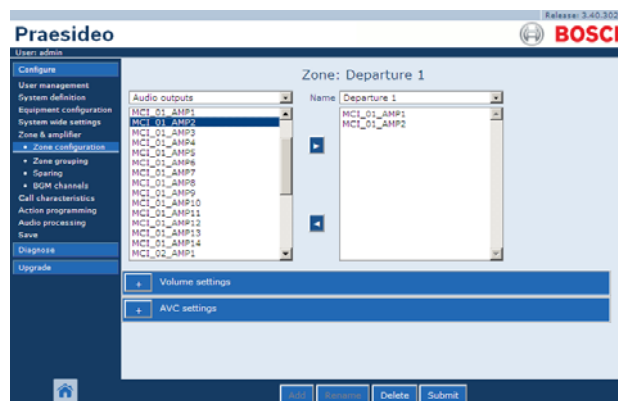 Release: 3.40.302
Praesideo
BOSCH
User: admin
Configure
User management
System definition
Equipment configuration
System wide settings
Zone & amplifier
• Zone configuration
• Zone grouping
• Sparing
• BGM channels
Call characteristics
Action programming
Audio processing
Save
Diagnose
Upgrade
Zone: Departure 1
Audio outputs
MCI_01_AMP1
MCI_01_AMP2
MCI_01_AMP3
MCI_01_AMP4
MCI_01_AMP5
MCI_01_AMP6
MCI_01_AMP7
MCI_01_AMP8
MCI_01_AMP9
MCI_01_AMP10
MCI_01_AMP11
MCI_01_AMP12
MCI_01_AMP13
MCI_01_AMP14
MCI_02_AMP1
Name Departure 1
MCI_01_AMP1
MCI_01_AMP2
+ Volume settings
+ AVC settings
Add Rename Delete Submit